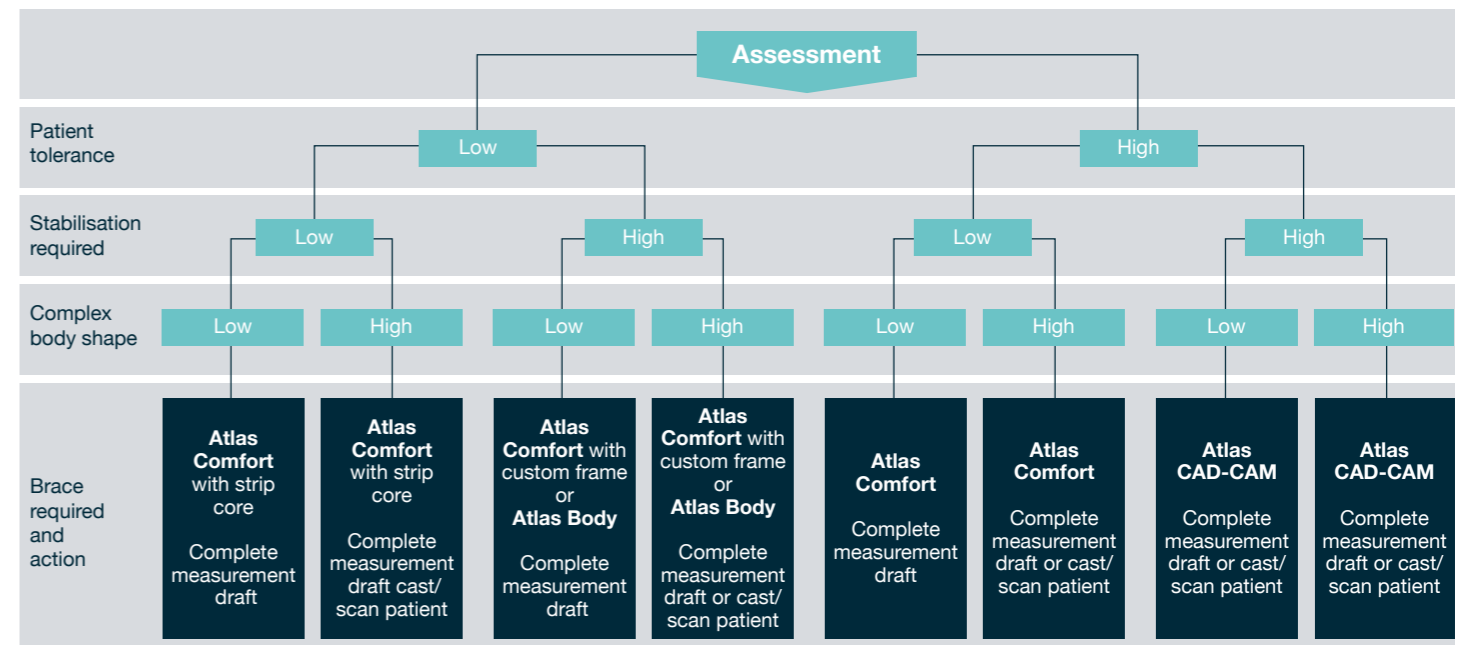 Assessment
Patient
tolerance
Low
High
Stabilisation
required
Low
High
Low
High
Complex
body shape
Low
High
Low
High
Low
High
Low
High
Brace
required
and
action
Atlas
Comfort
with strip
core
Complete
measurement
draft
Atlas
Comfort
with strip
core
Complete
measurement
draft cast/
scan patient
Atlas
Comfort with
custom frame
or
Atlas Body
Complete
measurement
draft
Atlas
Comfort with
custom frame
or
Atlas Body
Complete
measurement
draft or cast/
scan patient
Atlas
Comfort
Complete
measurement
draft
Atlas
Comfort
Complete
measurement
draft or cast/
scan patient
Atlas
CAD-CAM
Complete
measurement
draft or cast/
scan patient
Atlas
CAD-CAM
Complete
measurement
draft or cast/
scan patient